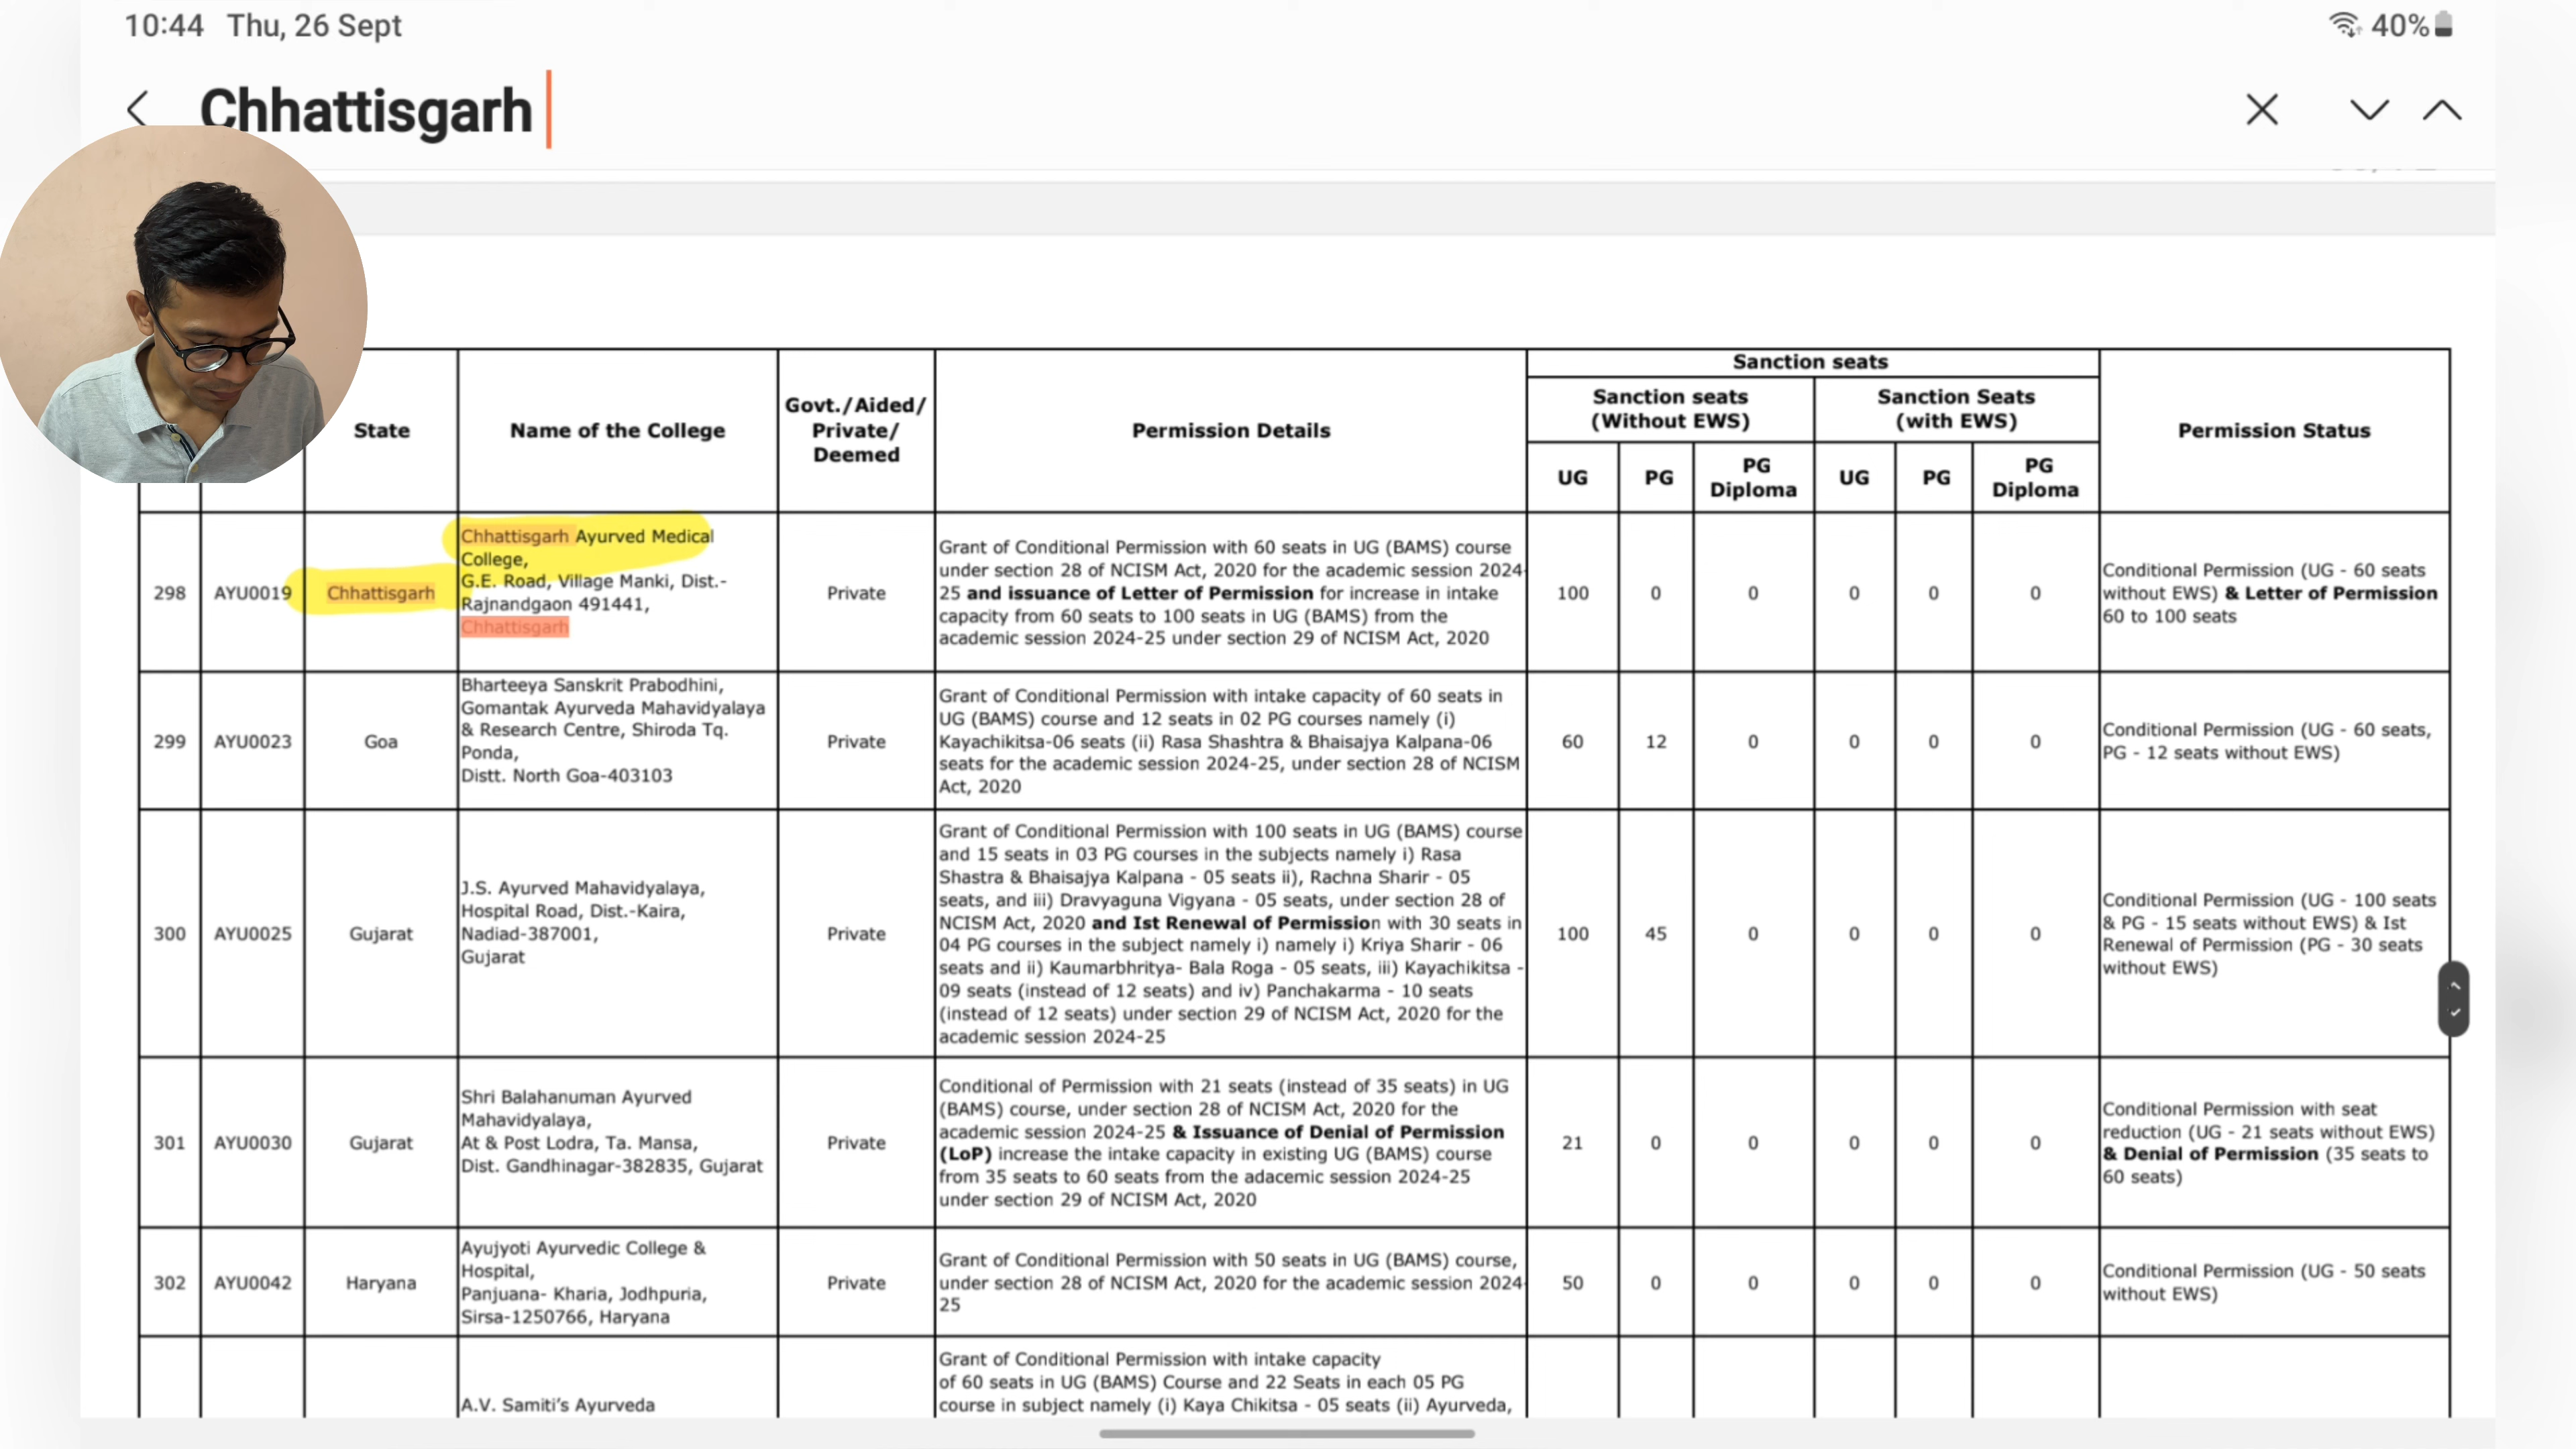 10:44 Thu, 26 Sept
40%
Chhattisgarh
State
Name of the College
Govt./Aided/
Private/
Deemed
Permission Details
Sanction seats
Sanction seats
(Without EWS)
Sanction Seats
(with EWS)
UG
PG
PG
Diploma
UG
PG
PG
Diploma
Permission Status
298
AYU0019
Chhattisgarh
Chhattisgarh Ayurved Medical
College,
G.E. Road, Village Manki, Dist.-
Rajnandgaon 491441,
Chhattisgarh
Private
Grant of Conditional Permission with 60 seats in UG (BAMS) course
under section 28 of NCISM Act, 2020 for the academic session 2024-
25 and issuance of Letter of Permission for increase in intake
capacity from 60 seats to 100 seats in UG (BAMS) from the
academic session 2024-25 under section 29 of NCISM Act, 2020
100
0
0
0
0
0
Conditional Permission (UG - 60 seats
without EWS) & Letter of Permission
60 to 100 seats
299
AYU0023
Goa
Bharteeya Sanskrit Prabodhini,
Gomantak Ayurveda Mahavidyalaya
& Research Centre, Shiroda Tq.
Ponda,
Distt. North Goa-403103
Private
Grant of Conditional Permission with intake capacity of 60 seats in
UG (BAMS) course and 12 seats in 02 PG courses namely (i)
Kayachikitsa-06 seats (ii) Rasa Shashtra & Bhaisajya Kalpana-06
seats for the academic session 2024-25, under section 28 of NCISM
Act, 2020
60
12
0
0
0
0
Conditional Permission (UG - 60 seats,
PG - 12 seats without EWS)
300
AYU0025
Gujarat
J.S. Ayurved Mahavidyalaya,
Hospital Road, Dist.-Kaira,
Nadiad-387001,
Gujarat
Private
Grant of Conditional Permission with 100 seats in UG (BAMS) course
and 15 seats in 03 PG courses in the subjects namely i) Rasa
Shastra & Bhaisajya Kalpana - 05 seats ii), Rachna Sharir - 05
seats, and iii) Dravyaguna Vigyana - 05 seats, under section 28 of
NCISM Act, 2020 and Ist Renewal of Permission with 30 seats in
04 PG courses in the subject namely i) namely i) Kriya Sharir - 06
seats and ii) Kaumarbhritya- Bala Roga - 05 seats, iii) Kayachikitsa -
09 seats (instead of 12 seats) and iv) Panchakarma - 10 seats
(instead of 12 seats) under section 29 of NCISM Act, 2020 for the
academic session 2024-25
100
45
0
0
0
0
Conditional Permission (UG - 100 seats
& PG - 15 seats without EWS) & Ist
Renewal of Permission (PG - 30 seats
without EWS)
301
AYU0030
Gujarat
Shri Balahanuman Ayurved
Mahavidyalaya,
At & Post Lodra, Ta. Mansa,
Dist. Gandhinagar-382835, Gujarat
Private
Conditional of Permission with 21 seats (instead of 35 seats) in UG
(BAMS) course, under section 28 of NCISM Act, 2020 for the
academic session 2024-25 & Issuance of Denial of Permission
(LoP) increase the intake capacity in existing UG (BAMS) course
from 35 seats to 60 seats from the adacemic session 2024-25
under section 29 of NCISM Act, 2020
21
0
0
0
0
0
Conditional Permission with seat
reduction (UG - 21 seats without EWS)
& Denial of Permission (35 seats to
60 seats)
302
AYU0042
Haryana
Ayujyoti Ayurvedic College &
Hospital,
Panjuana- Kharia, Jodhpuria,
Sirsa-1250766, Haryana
Private
Grant of Conditional Permission with 50 seats in UG (BAMS) course,
under section 28 of NCISM Act, 2020 for the academic session 2024-
25
50
0
0
0
0
0
Conditional Permission (UG - 50 seats
without EWS)
A.V. Samiti's Ayurveda
Grant of Conditional Permission with intake capacity
of 60 seats in UG (BAMS) Course and 22 Seats in each 05 PG
course in subject namely (i) Kaya Chikitsa - 05 seats (ii) Ayurveda,